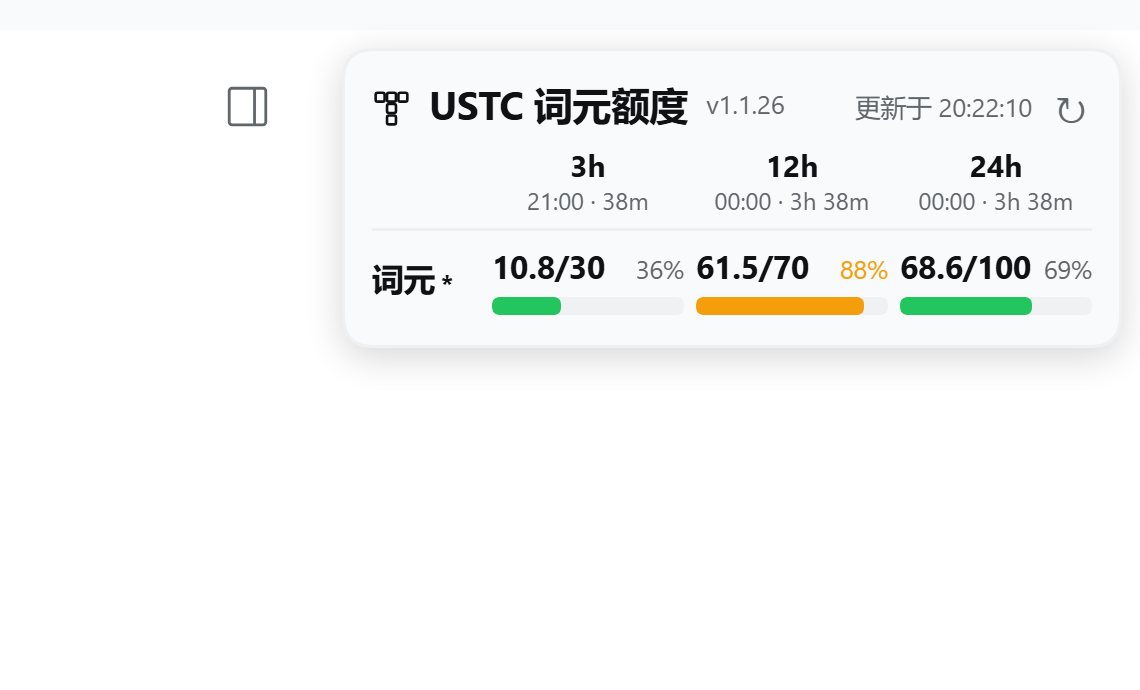 USTC 词元额度 v1.1.26 更新于 20:22:10
3h 12h 24h
21:00 · 38m 00:00 · 3h 38m 00:00 · 3h 38m
词元 * 10.8/30 36% 61.5/70 88% 68.6/100 69%